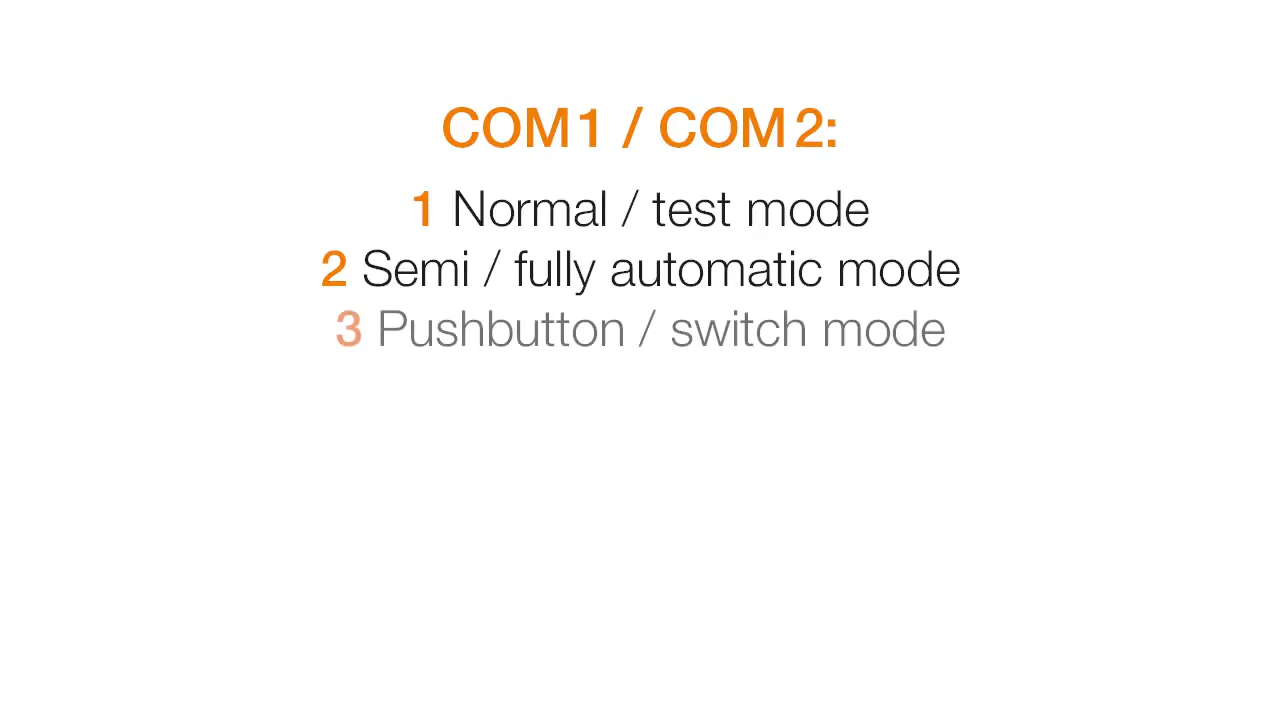 COM1 / COM2:
1 Normal / test mode
2 Semi / fully automatic mode
3 Pushbutton / switch mode